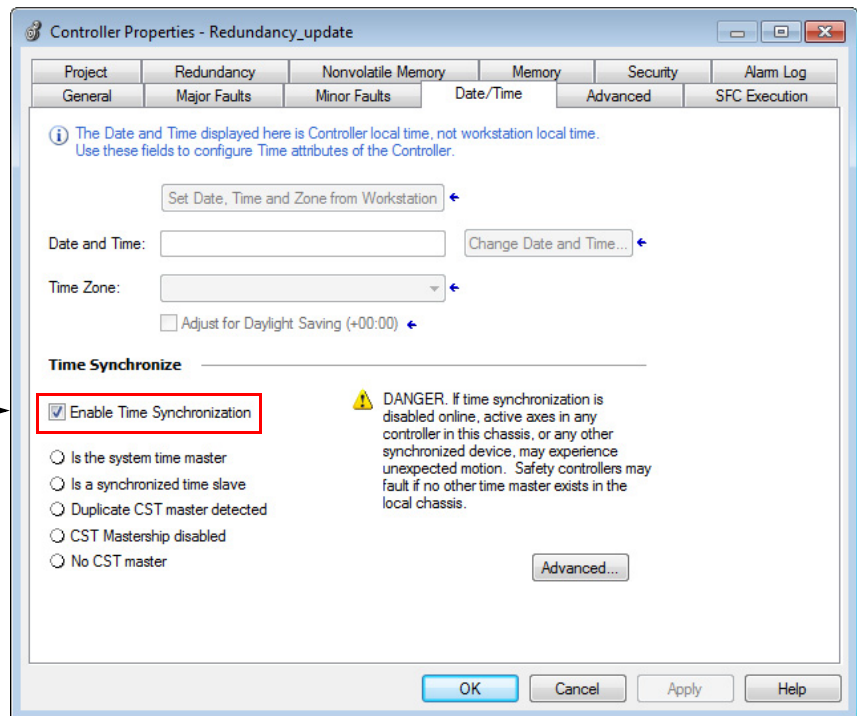 Controller Properties - Redundancy_update
Project Redundancy Nonvolatile Memory Memory Security Alarm Log
General Major Faults Minor Faults Date/Time Advanced SFC Execution
The Date and Time displayed here is Controller local time, not workstation local time.
Use these fields to configure Time attributes of the Controller.
Set Date, Time and Zone from Workstation
Date and Time: Change Date and Time...
Time Zone:
Adjust for Daylight Saving (+00:00)
Time Synchronize
Enable Time Synchronization
Is the system time master
Is a synchronized time slave
Duplicate CST master detected
CST Mastership disabled
No CST master
DANGER. If time synchronization is
disabled online, active axes in any
controller in this chassis, or any other
synchronized device, may experience
unexpected motion. Safety controllers may
fault if no other time master exists in the
local chassis.
Advanced...
OK Cancel Apply Help